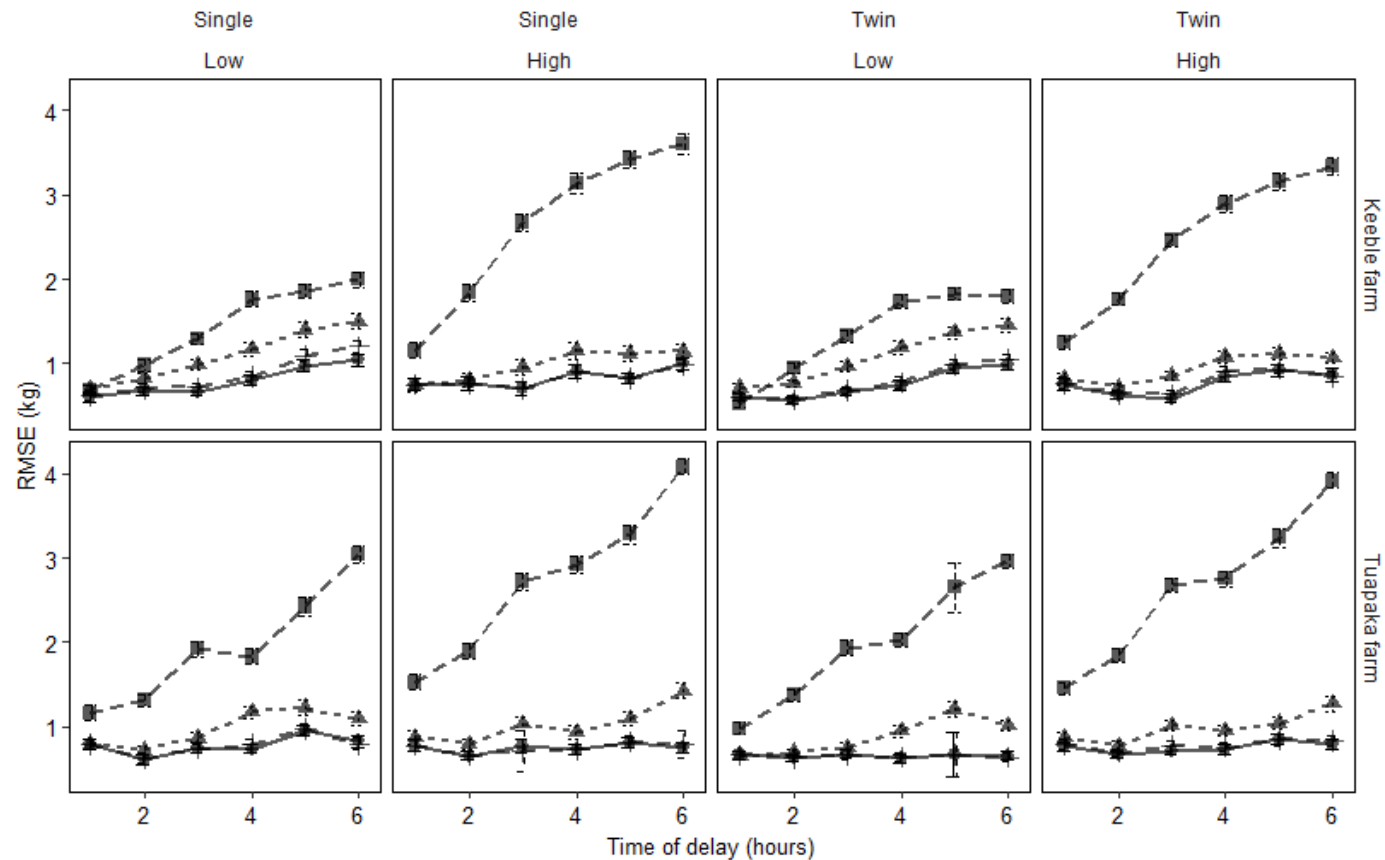 Single Single Twin Twin
Low High Low High
4
3
2
1
Keeble farm
RMSE (kg)
4
3
2
1
Tuapaka farm
2 4 6 2 4 6 2 4 6 2 4 6
Time of delay (hours)